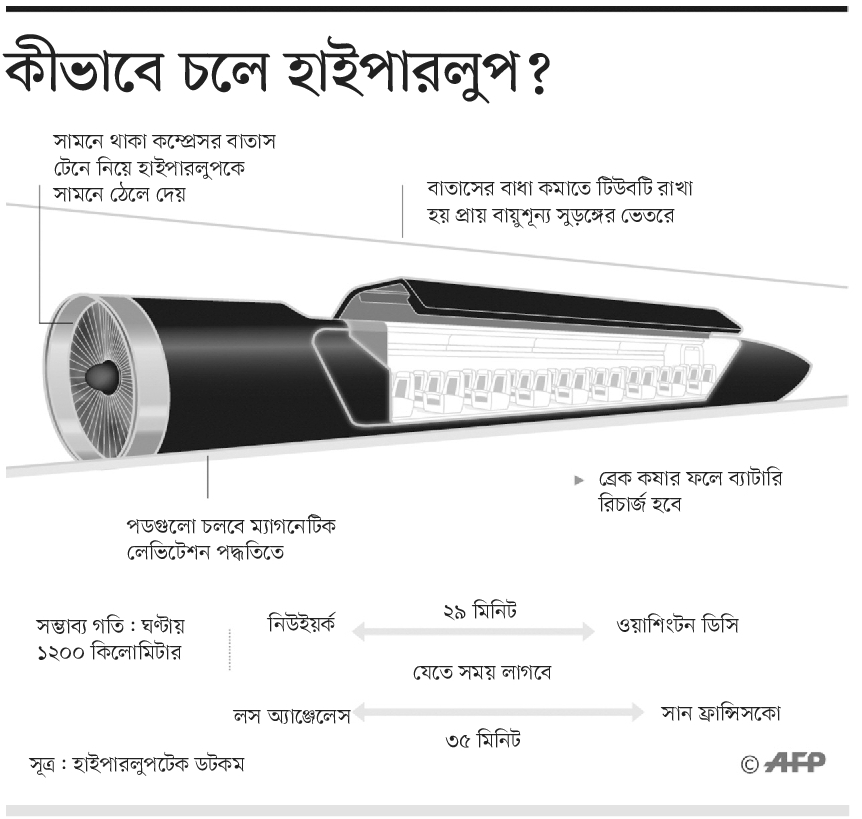 কীভাবে চলে হাইপারলুপ?
সামনে থাকা কম্প্রেসর বাতাস
টেনে নিয়ে হাইপারলুপকে
সামনে ঠেলে দেয়
বাতাসের বাধা কমাতে টিউবটি রাখা
হয় প্রায় বায়ুশূন্য সুড়ঙ্গের ভেতরে
ব্রেক কষার ফলে ব্যাটারি
রিচার্জ হবে
পডগুলো চলবে ম্যাগনেটিক
লেভিটেশন পদ্ধতিতে
সম্ভাব্য গতি : ঘণ্টায়
১২০০ কিলোমিটার
নিউইয়র্ক
২৯ মিনিট
ওয়াশিংটন ডিসি
যেতে সময় লাগবে
লস অ্যাঞ্জেলেস
সান ফ্রান্সিসকো
৩৫ মিনিট
সূত্র : হাইপারলুপটেক ডটকম
© AFP